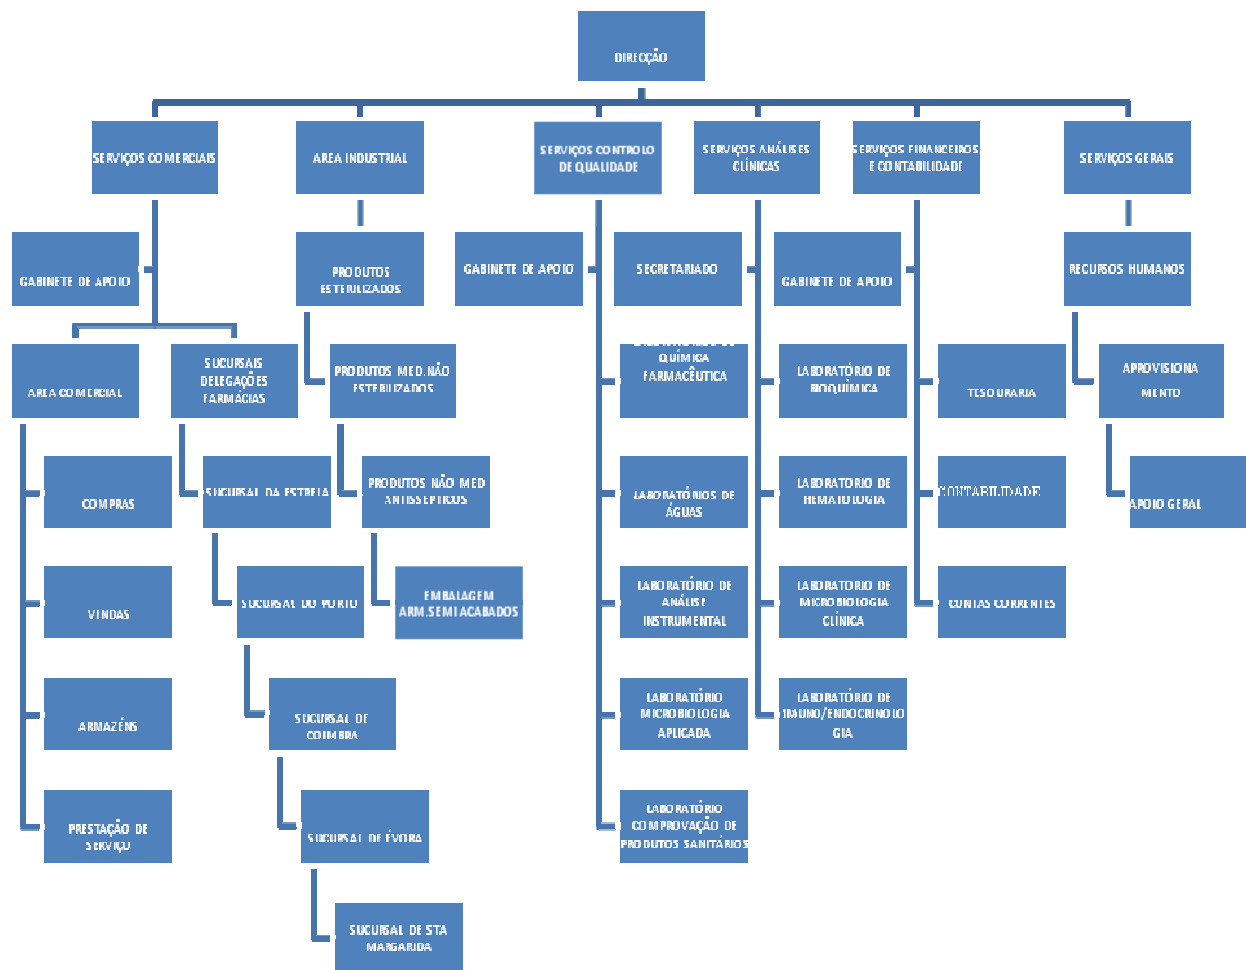 DIRECÇÃO
SERVIÇOS COMERCIAIS
AREA INDUSTRIAL
SERVIÇOS CONTROLO
DE QUALIDADE
SERVIÇOS ANÁLISES
CLÍNICAS
SERVIÇOS FINANCEIROS
E CONTABILIDADE
SERVIÇOS GERAIS
GABINETE DE APOIO
PRODUTOS
ESTERILIZADOS
GABINETE DE APOIO
SECRETARIADO
GABINETE DE APOIO
RECURSOS HUMANOS
AREA COMERCIAL
SUCURSAIS
DELEGAÇÕES
FARMÁCIAS
PRODUTOS MED.NÃO
ESTERILIZADOS
QUÍMICA
FARMACÊUTICA
LABORATÓRIO DE
BIOQUÍMICA
TESOURARIA
APROVISIONA
MENTO
COMPRAS
SUCURSAL DA ESTRELA
PRODUTOS NÃO MED
ANTISSEPTICOS
LABORATÓRIOS DE
ÁGUAS
LABORATORIO DE
HEMATOLOGIA
CONTABILIDADE
APOIO GERAL
VENDAS
SUCURSAL DO PORTO
EMBALAGEM
ARM.SEMI ACABADOS
LABORATÓRIO DE
ANÁLISE
INSTRUMENTAL
LABORATORIO DE
MICROBIOLOGIA
CLÍNICA
CONTAS CORRENTES
ARMAZÉNS
SUCURSAL DE
COIMBRA
LABORATÓRIO
MICROBIOLOGIA
APLICADA
LABORATÓRIO DE
IMUNO/ENDOCRINOLO
GIA
PRESTAÇÃO DE
SERVIÇO
SUCURSAL DE ÉVORA
LABORATÓRIO
COMPROVAÇÃO DE
PRODUTOS SANITÁRIOS
SUCURSAL DE STA
MARGARIDA